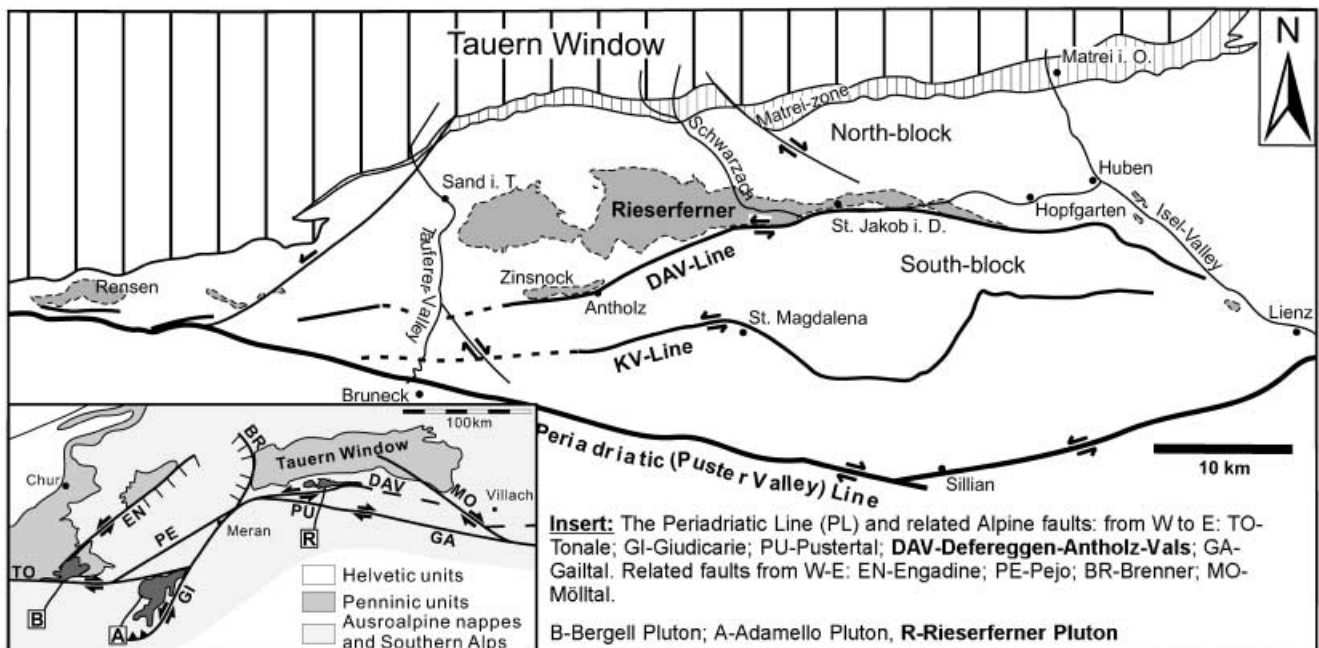 Tauern Window
N
Matrei i. O.
Matrei-zone
North-block
Schwarzach
Huben
Sand i. T.
Rieserferner
St. Jakob i. D.
Hopfgarten
Isel-Valley
Tauferer-Valley
DAV-Line
South-block
Zinsnock
Rensen
Antholz
St. Magdalena
Lienz
KV-Line
Bruneck
Periadriatic (Puster Valley) Line
Sillian
10 km
100km
BR
Tauern Window
Chur
EN
DAV
MO
Villach
PU
PE
Meran
R
GA
TO
GI
B
A
Helvetic units
Penninic units
Ausroalpine nappes
and Southern Alps
Insert: The Periadriatic Line (PL) and related Alpine faults: from W to E: TO-
Tonale; GI-Giudicarie; PU-Pustertal; DAV-Defereggen-Antholz-Vals; GA-
Gailtal. Related faults from W-E: EN-Engadine; PE-Pejo; BR-Brenner; MO-
Mölltal.
B-Bergell Pluton; A-Adamello Pluton, R-Rieserferner Pluton